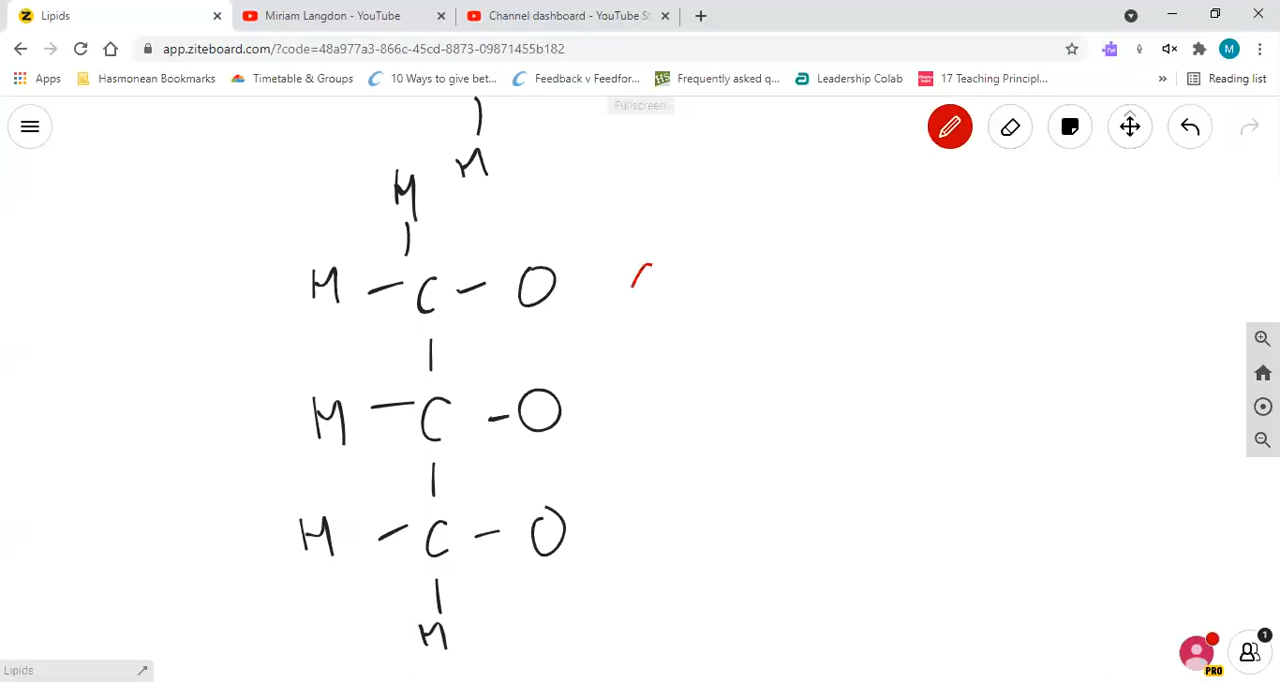 Lipids
Miriam Langdon - YouTube
Channel dashboard - YouTube St
app.ziteboard.com/?code=48a977a3-866c-45cd-8873-09871455b182
M
Apps
Hasmonean Bookmarks
Timetable & Groups
10 Ways to give bet...
Feedback v Feedfor...
Frequently asked q...
Leadership Colab
17 Teaching Principl...
»
Reading list
Fullscreen
H
H
H - C - O
H - C - O
H - C - O
H
Lipids
PRO
1